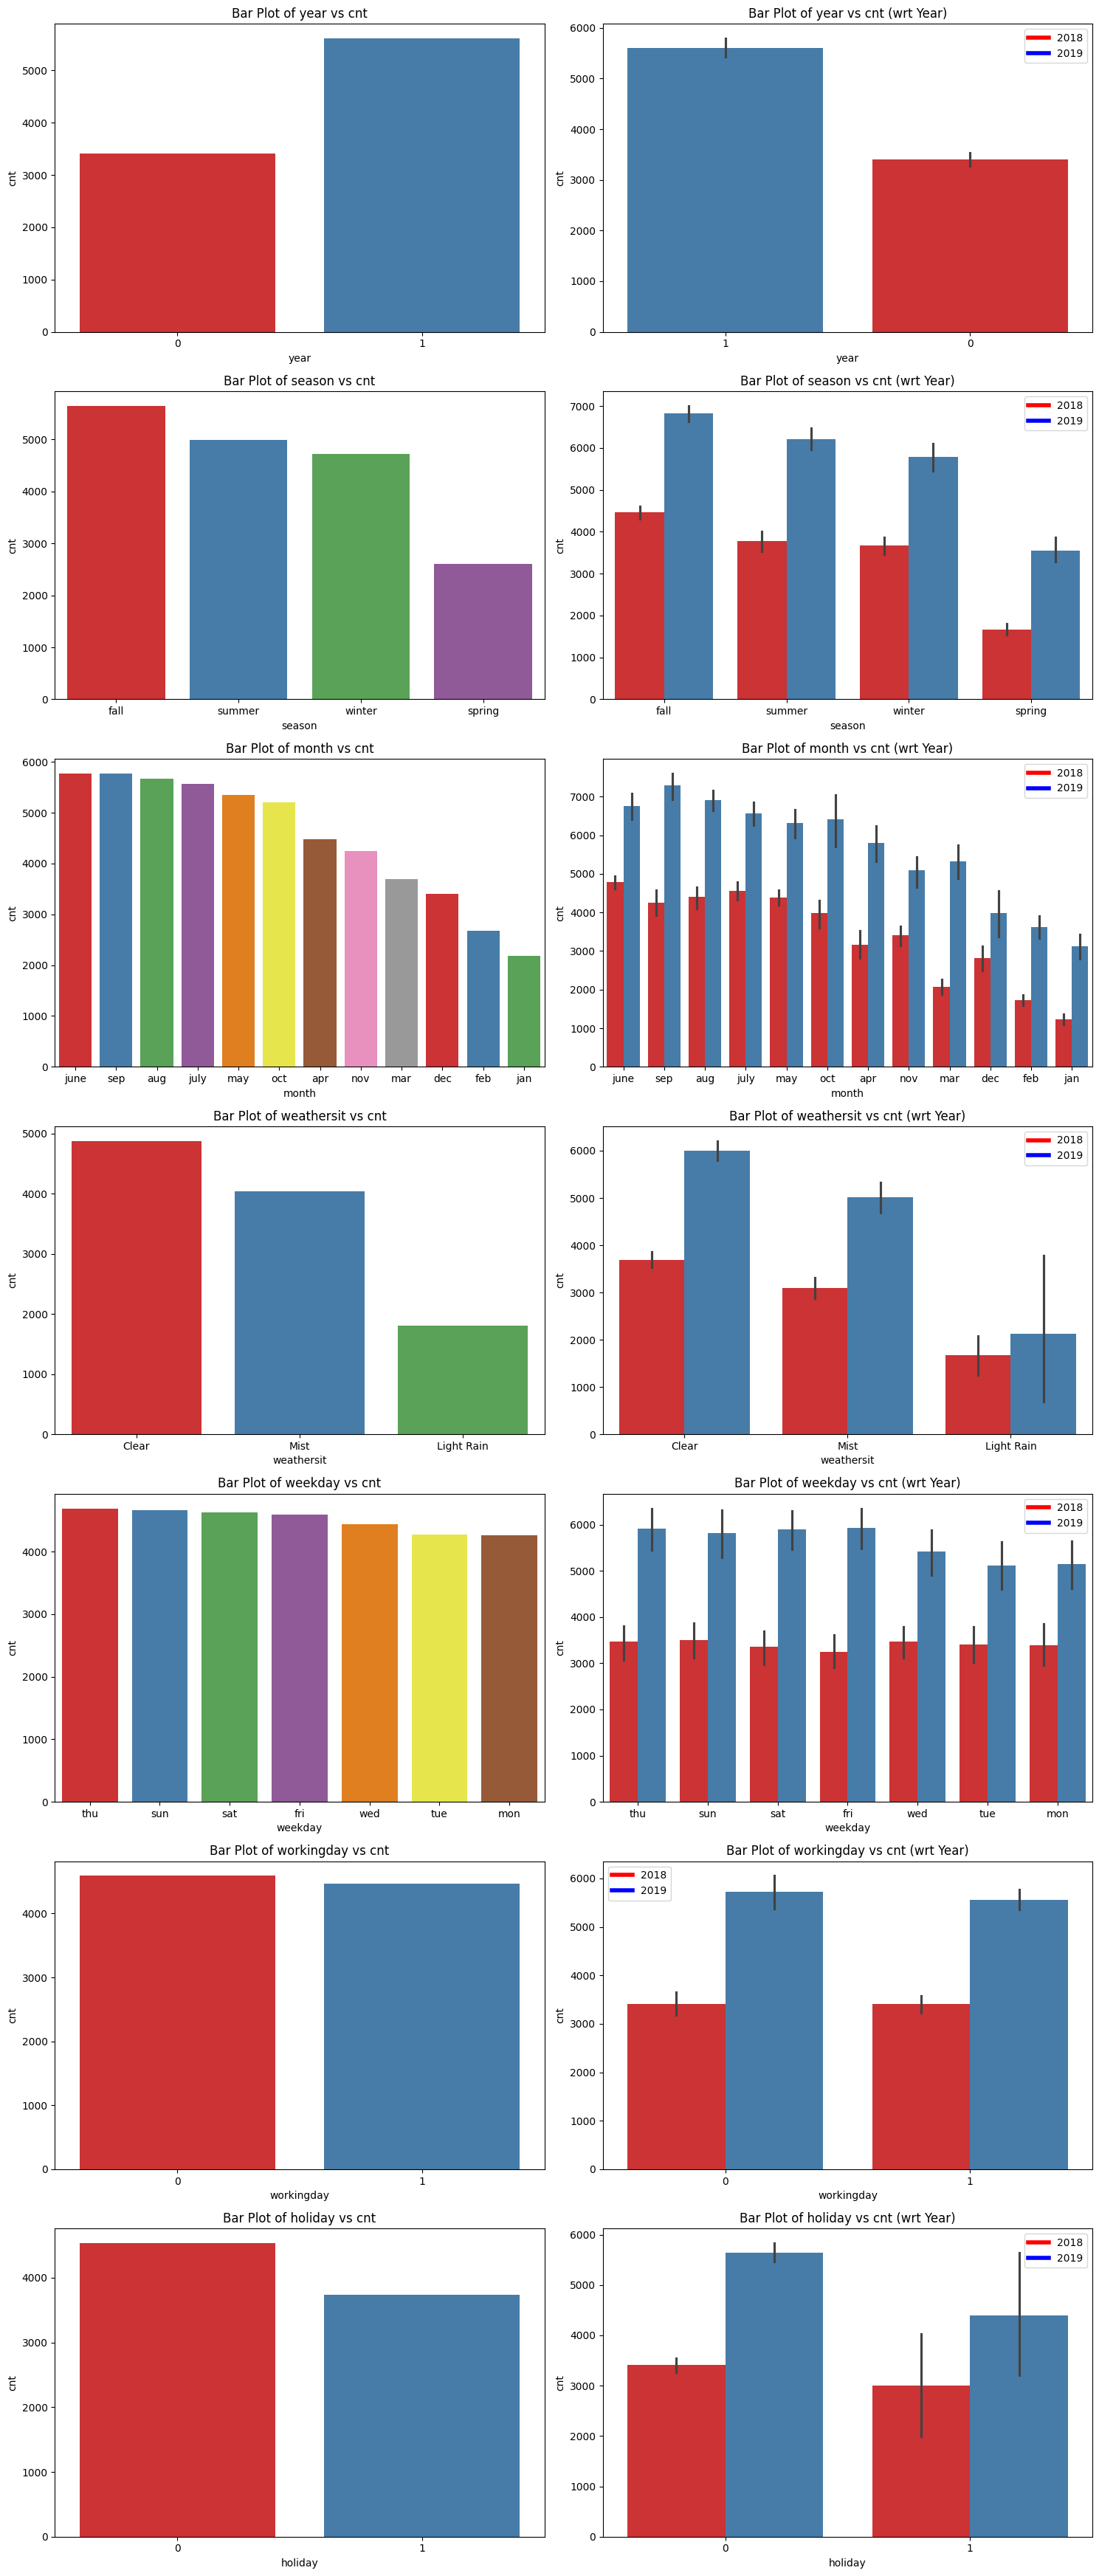 Bar Plot of year vs cnt
cnt
5000
4000
3000
2000
1000
0
0 1
year
Bar Plot of year vs cnt (wrt Year)
2018
2019
cnt
6000
5000
4000
3000
2000
1000
0
1 0
year
Bar Plot of season vs cnt
cnt
5000
4000
3000
2000
1000
0
fall summer winter spring
season
Bar Plot of season vs cnt (wrt Year)
2018
2019
cnt
7000
6000
5000
4000
3000
2000
1000
0
fall summer winter spring
season
Bar Plot of month vs cnt
cnt
6000
5000
4000
3000
2000
1000
0
june sep aug july may oct apr nov mar dec feb jan
month
Bar Plot of month vs cnt (wrt Year)
2018
2019
cnt
7000
6000
5000
4000
3000
2000
1000
0
june sep aug july may oct apr nov mar dec feb jan
month
Bar Plot of weathersit vs cnt
cnt
5000
4000
3000
2000
1000
0
Clear Mist Light Rain
weathersit
Bar Plot of weathersit vs cnt (wrt Year)
2018
2019
cnt
6000
5000
4000
3000
2000
1000
0
Clear Mist Light Rain
weathersit
Bar Plot of weekday vs cnt
cnt
4000
3000
2000
1000
0
thu sun sat fri wed tue mon
weekday
Bar Plot of weekday vs cnt (wrt Year)
2018
2019
cnt
6000
5000
4000
3000
2000
1000
0
thu sun sat fri wed tue mon
weekday
Bar Plot of workingday vs cnt
cnt
4000
3000
2000
1000
0
0 1
workingday
Bar Plot of workingday vs cnt (wrt Year)
2018
2019
cnt
6000
5000
4000
3000
2000
1000
0
0 1
workingday
Bar Plot of holiday vs cnt
cnt
4000
3000
2000
1000
0
0 1
holiday
Bar Plot of holiday vs cnt (wrt Year)
2018
2019
cnt
6000
5000
4000
3000
2000
1000
0
0 1
holiday